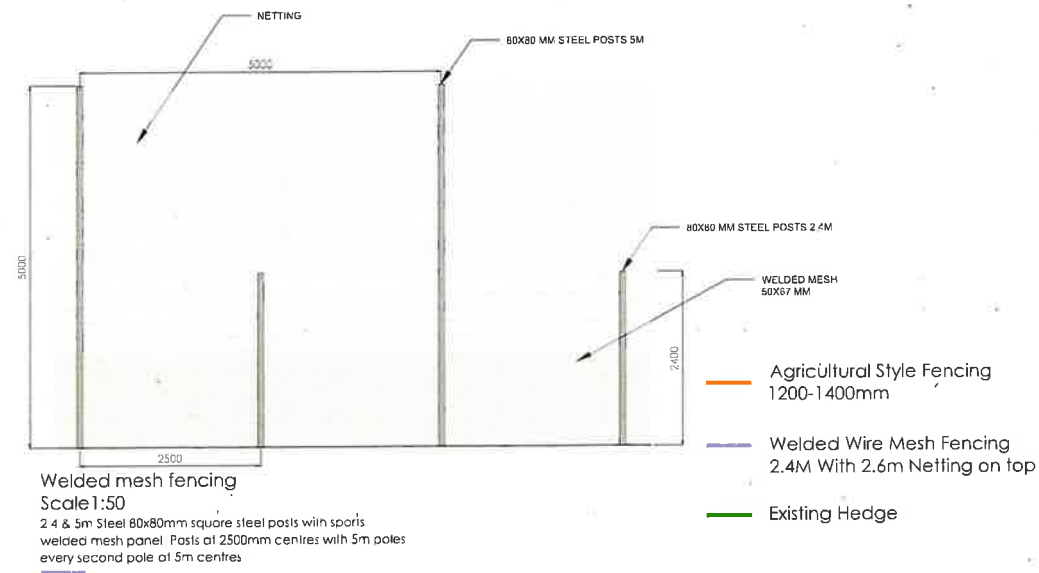 NETTING
80X80 MM STEEL POSTS 5M
5000
5000
80X80 MM STEEL POSTS 2.4M
WELDED MESH
50X67 MM
2400
2500
Welded mesh fencing
Scale1:50
2.4 & 5m Steel 80x80mm square steel posts with sports
welded mesh panel Posts at 2500mm centres with 5m poles
every second pole at 5m centres
Agricultural Style Fencing
1200-1400mm
Welded Wire Mesh Fencing
2.4M With 2.6m Netting on top
Existing Hedge